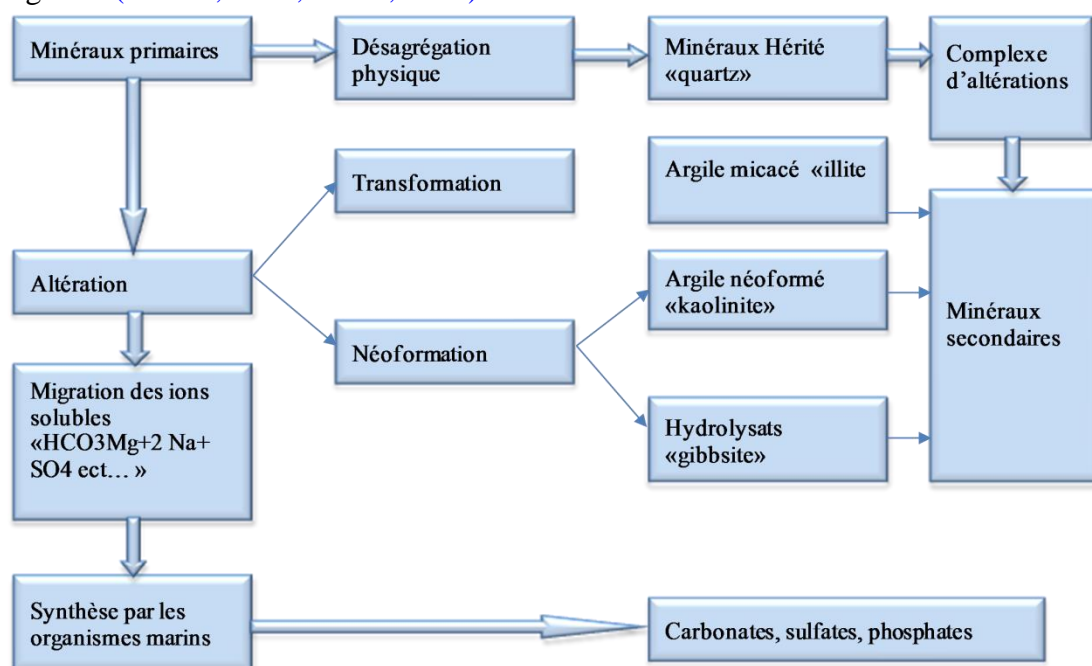 Minéraux primaires
Désagrégation
physique
Minéraux Hérité
«quartz»
Complexe
d’altérations
Transformation
Argile micacé «illite
Altération
Argile néoformé
«kaolinite»
Néoformation
Minéraux
secondaires
Migration des ions
solubles
«HCO3Mg+2 Na+
SO4 ect… »
Hydrolysats
«gibbsite»
Synthèse par les
organismes marins
Carbonates, sulfates, phosphates